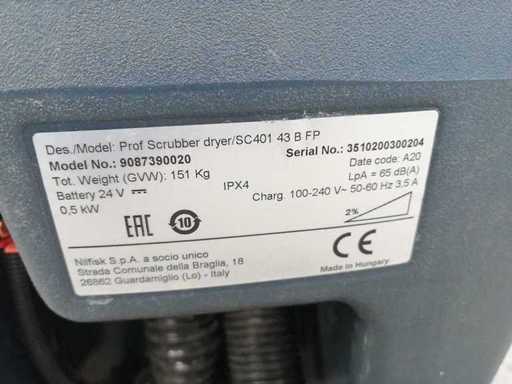 Des./Model: Prof Scrubber dryer/SC401 43 B FP
Model No.: 9087390020 Serial No.: 3510200300204
Tot. Weight (GVW): 151 Kg Date code: A20
Battery 24 V IPX4 LpA = 65 dB(A)
0,5 kW Charg. 100-240 V~ 50-60 Hz 3,5 A
2%
EAC 10 CE
Nilfisk S.p.A. a socio unico
Strada Comunale della Braglia, 18
26862 Guardamiglio (Lo) - Italy
Made in Hungary